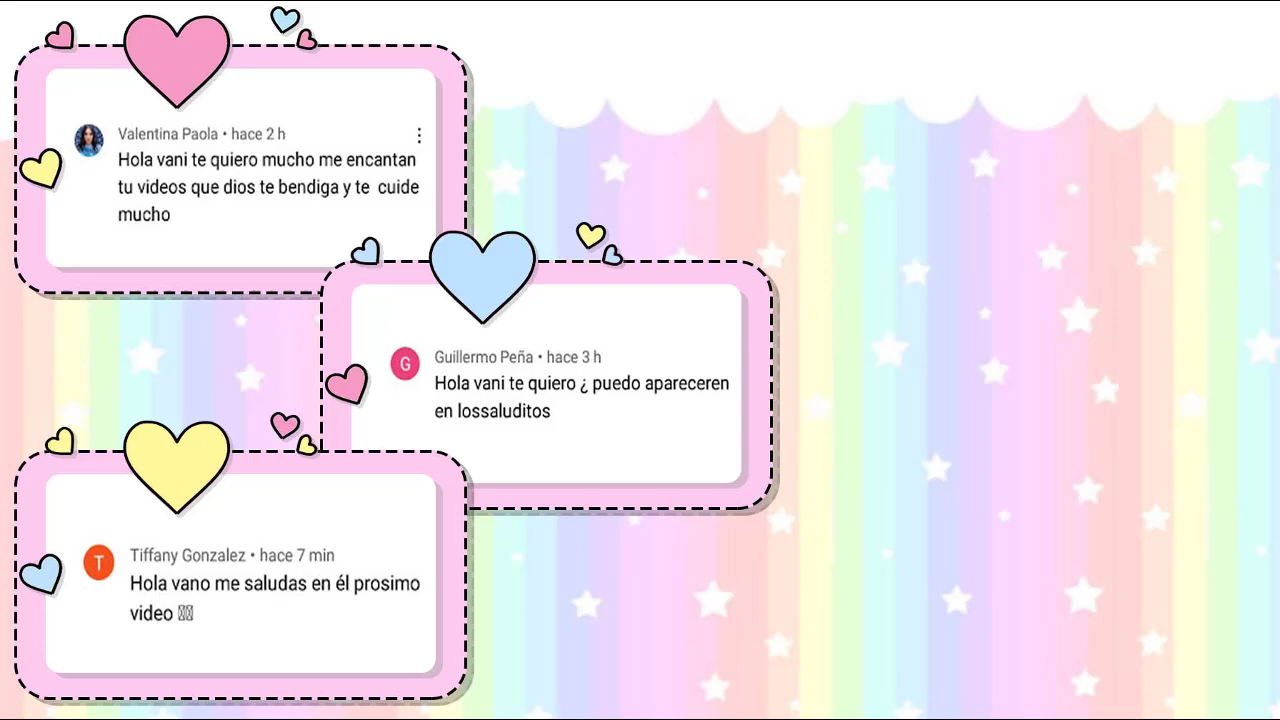 Valentina Paola • hace 2 h
Hola vani te quiero mucho me encantan
tu videos que dios te bendiga y te cuide
mucho
G
Guillermo Peña • hace 3 h
Hola vani te quiero ¿ puedo apareceren
en lossaluditos
T
Tiffany Gonzalez • hace 7 min
Hola vano me saludas en él prosimo
video